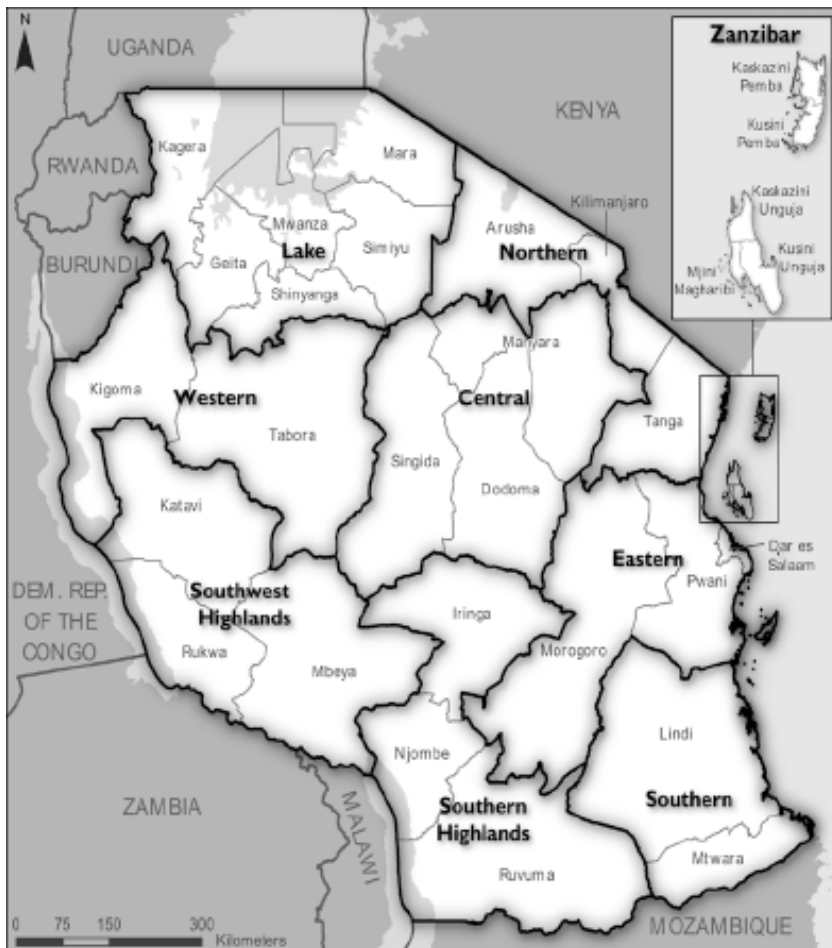 N
UGANDA
Zanzibar
Kaskazini
Pemba
Kusini
Pemba
Kaskazini
Unguja
Kusini
Unguja
Mjini
Magharibi
KENYA
RWANDA
BURUNDI
Kagera
Mara
Kilimanjaro
Mwanza
Arusha
Lake
Northern
Geita
Simiyu
Shinyanga
Manyara
Kigoma
Western
Central
Tabora
Tanga
Singida
Dodoma
Katavi
Dar es
Salaam
Eastern
Pwani
DEM. REP.
OF THE
CONGO
Southwest
Highlands
Iringa
Rukwa
Mbeya
Morogoro
Lindi
Njombe
ZAMBIA
MALAWI
Southern
Highlands
Southern
Mtwara
Ruvuma
MOZAMBIQUE
0 75 150 300
Kilometers